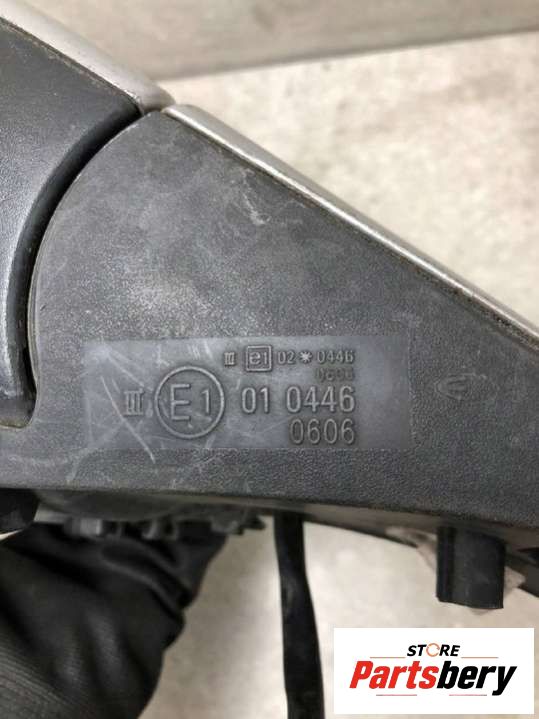 III e1 02 * 0446
III E1 01 0446
0606
STORE
Partsbery